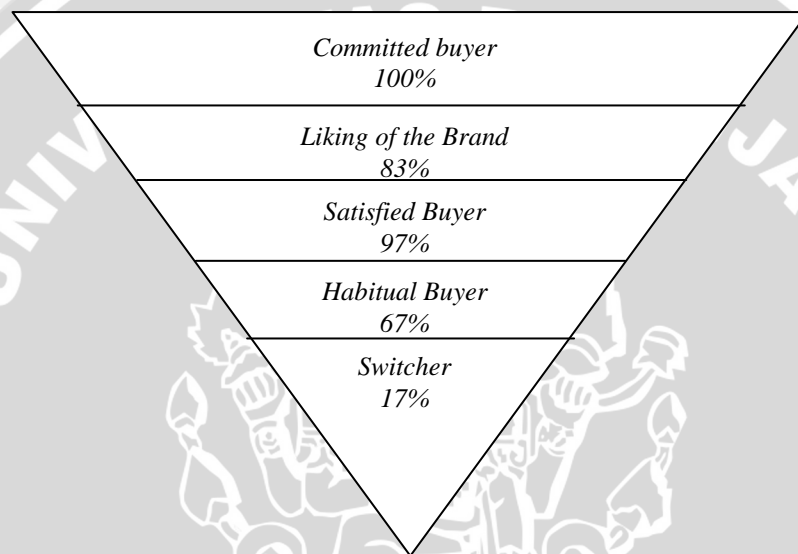 Committed buyer
100%
Liking of the Brand
83%
Satisfied Buyer
97%
Habitual Buyer
67%
Switcher
17%